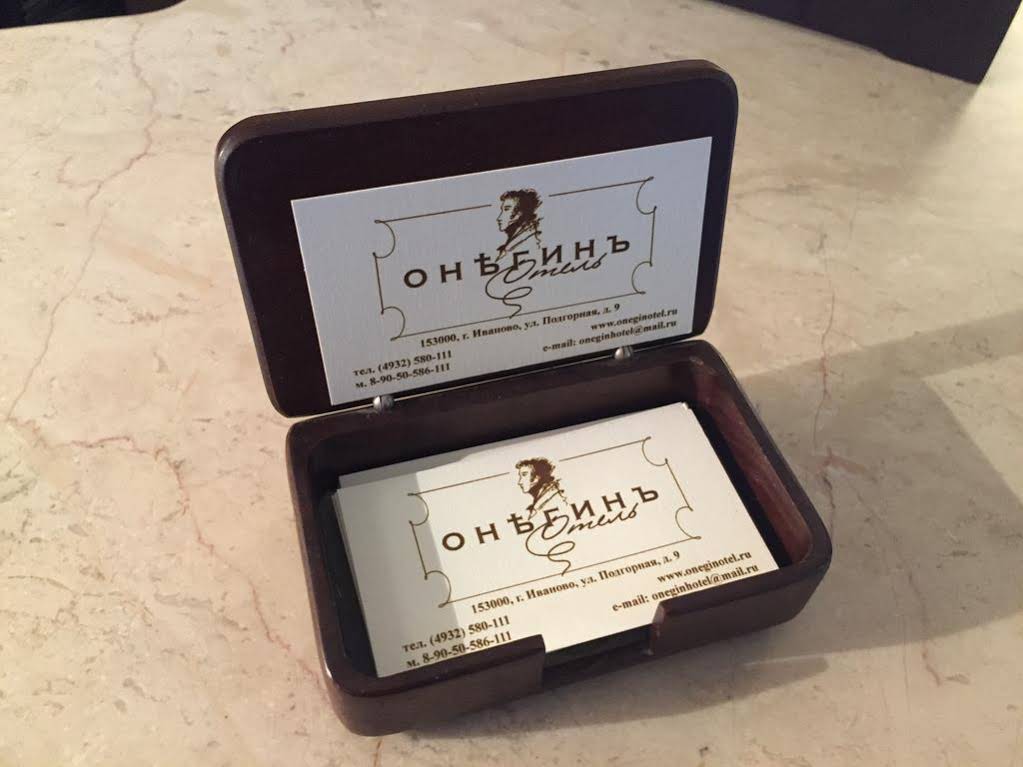 ОНѢГИНЪ
Отель
153000, г. Иваново, ул. Подгорная, д. 9
тел. (4932) 580-111
м. 8-90-50-586-111
www.oneginotel.ru
e-mail: oneginhotel@mail.ru
ОНѢГИНЪ
Отель
153000, г. Иваново, ул. Подгорная, д. 9
тел. (4932) 580-111
м. 8-90-50-586-111
www.oneginotel.ru
e-mail: oneginhotel@mail.ru